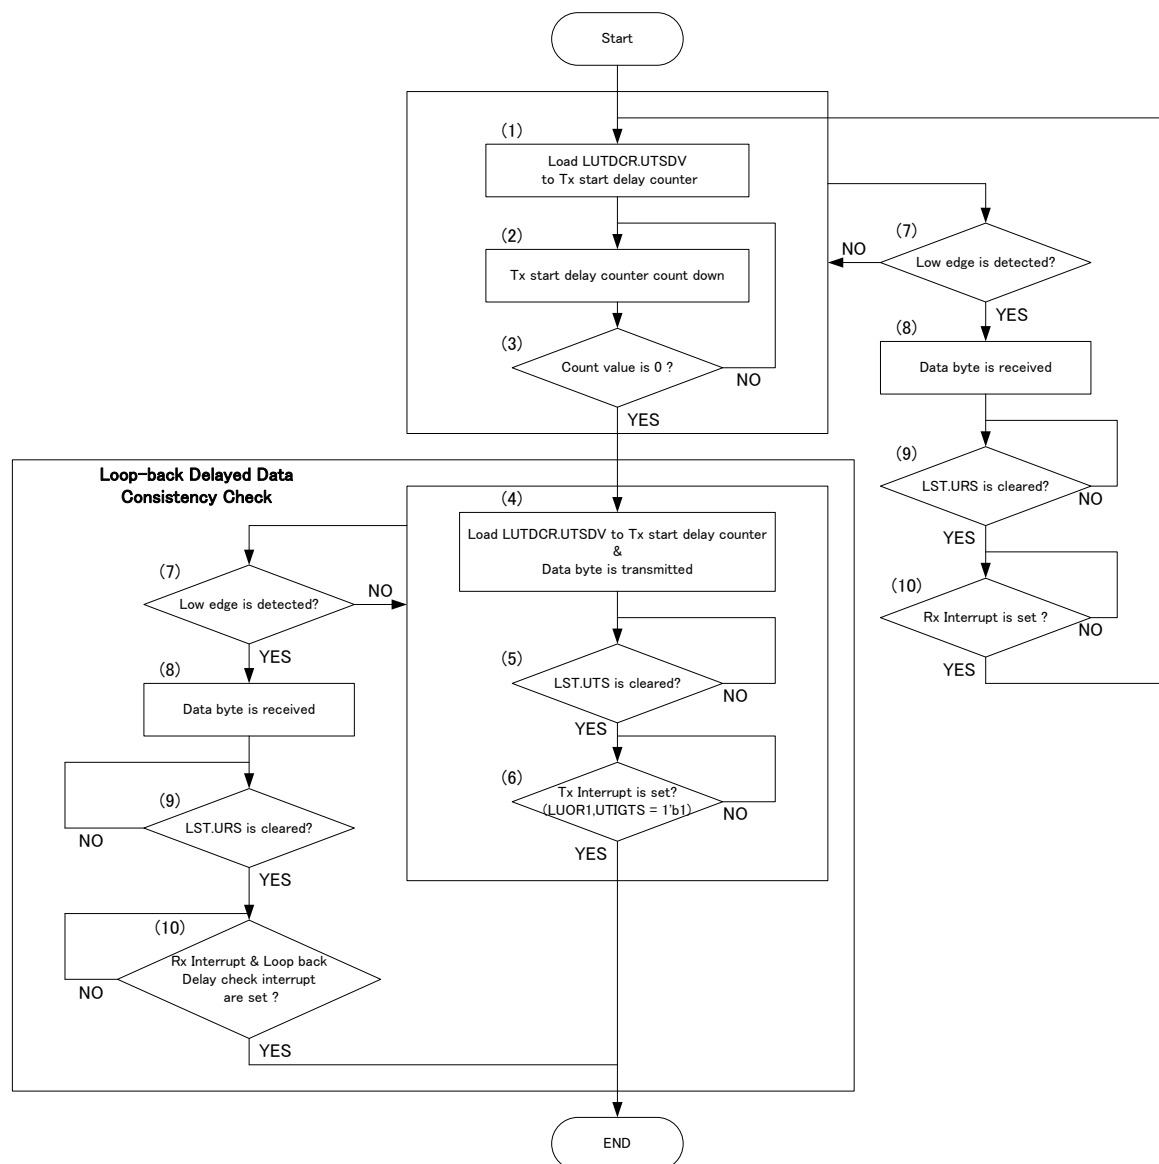 Start
(1)
Load LUTDCR.UTSDV
to Tx start delay counter
(2)
Tx start delay counter count down
(3)
Count value is 0 ?
NO
YES
(7)
Low edge is detected?
NO
YES
(8)
Data byte is received
(9)
LST.URS is cleared?
NO
YES
(10)
Rx Interrupt is set ?
NO
YES
Loop-back Delayed Data
Consistency Check
(4)
Load LUTDCR.UTSDV to Tx start delay counter
&
Data byte is transmitted
(5)
LST.UTS is cleared?
NO
YES
(6)
Tx Interrupt is set?
(LUOR1,UTIGTS = 1'b1)
NO
YES
(7)
Low edge is detected?
NO
YES
(8)
Data byte is received
(9)
LST.URS is cleared?
NO
YES
(10)
Rx Interrupt & Loop back
Delay check interrupt
are set ?
NO
YES
END